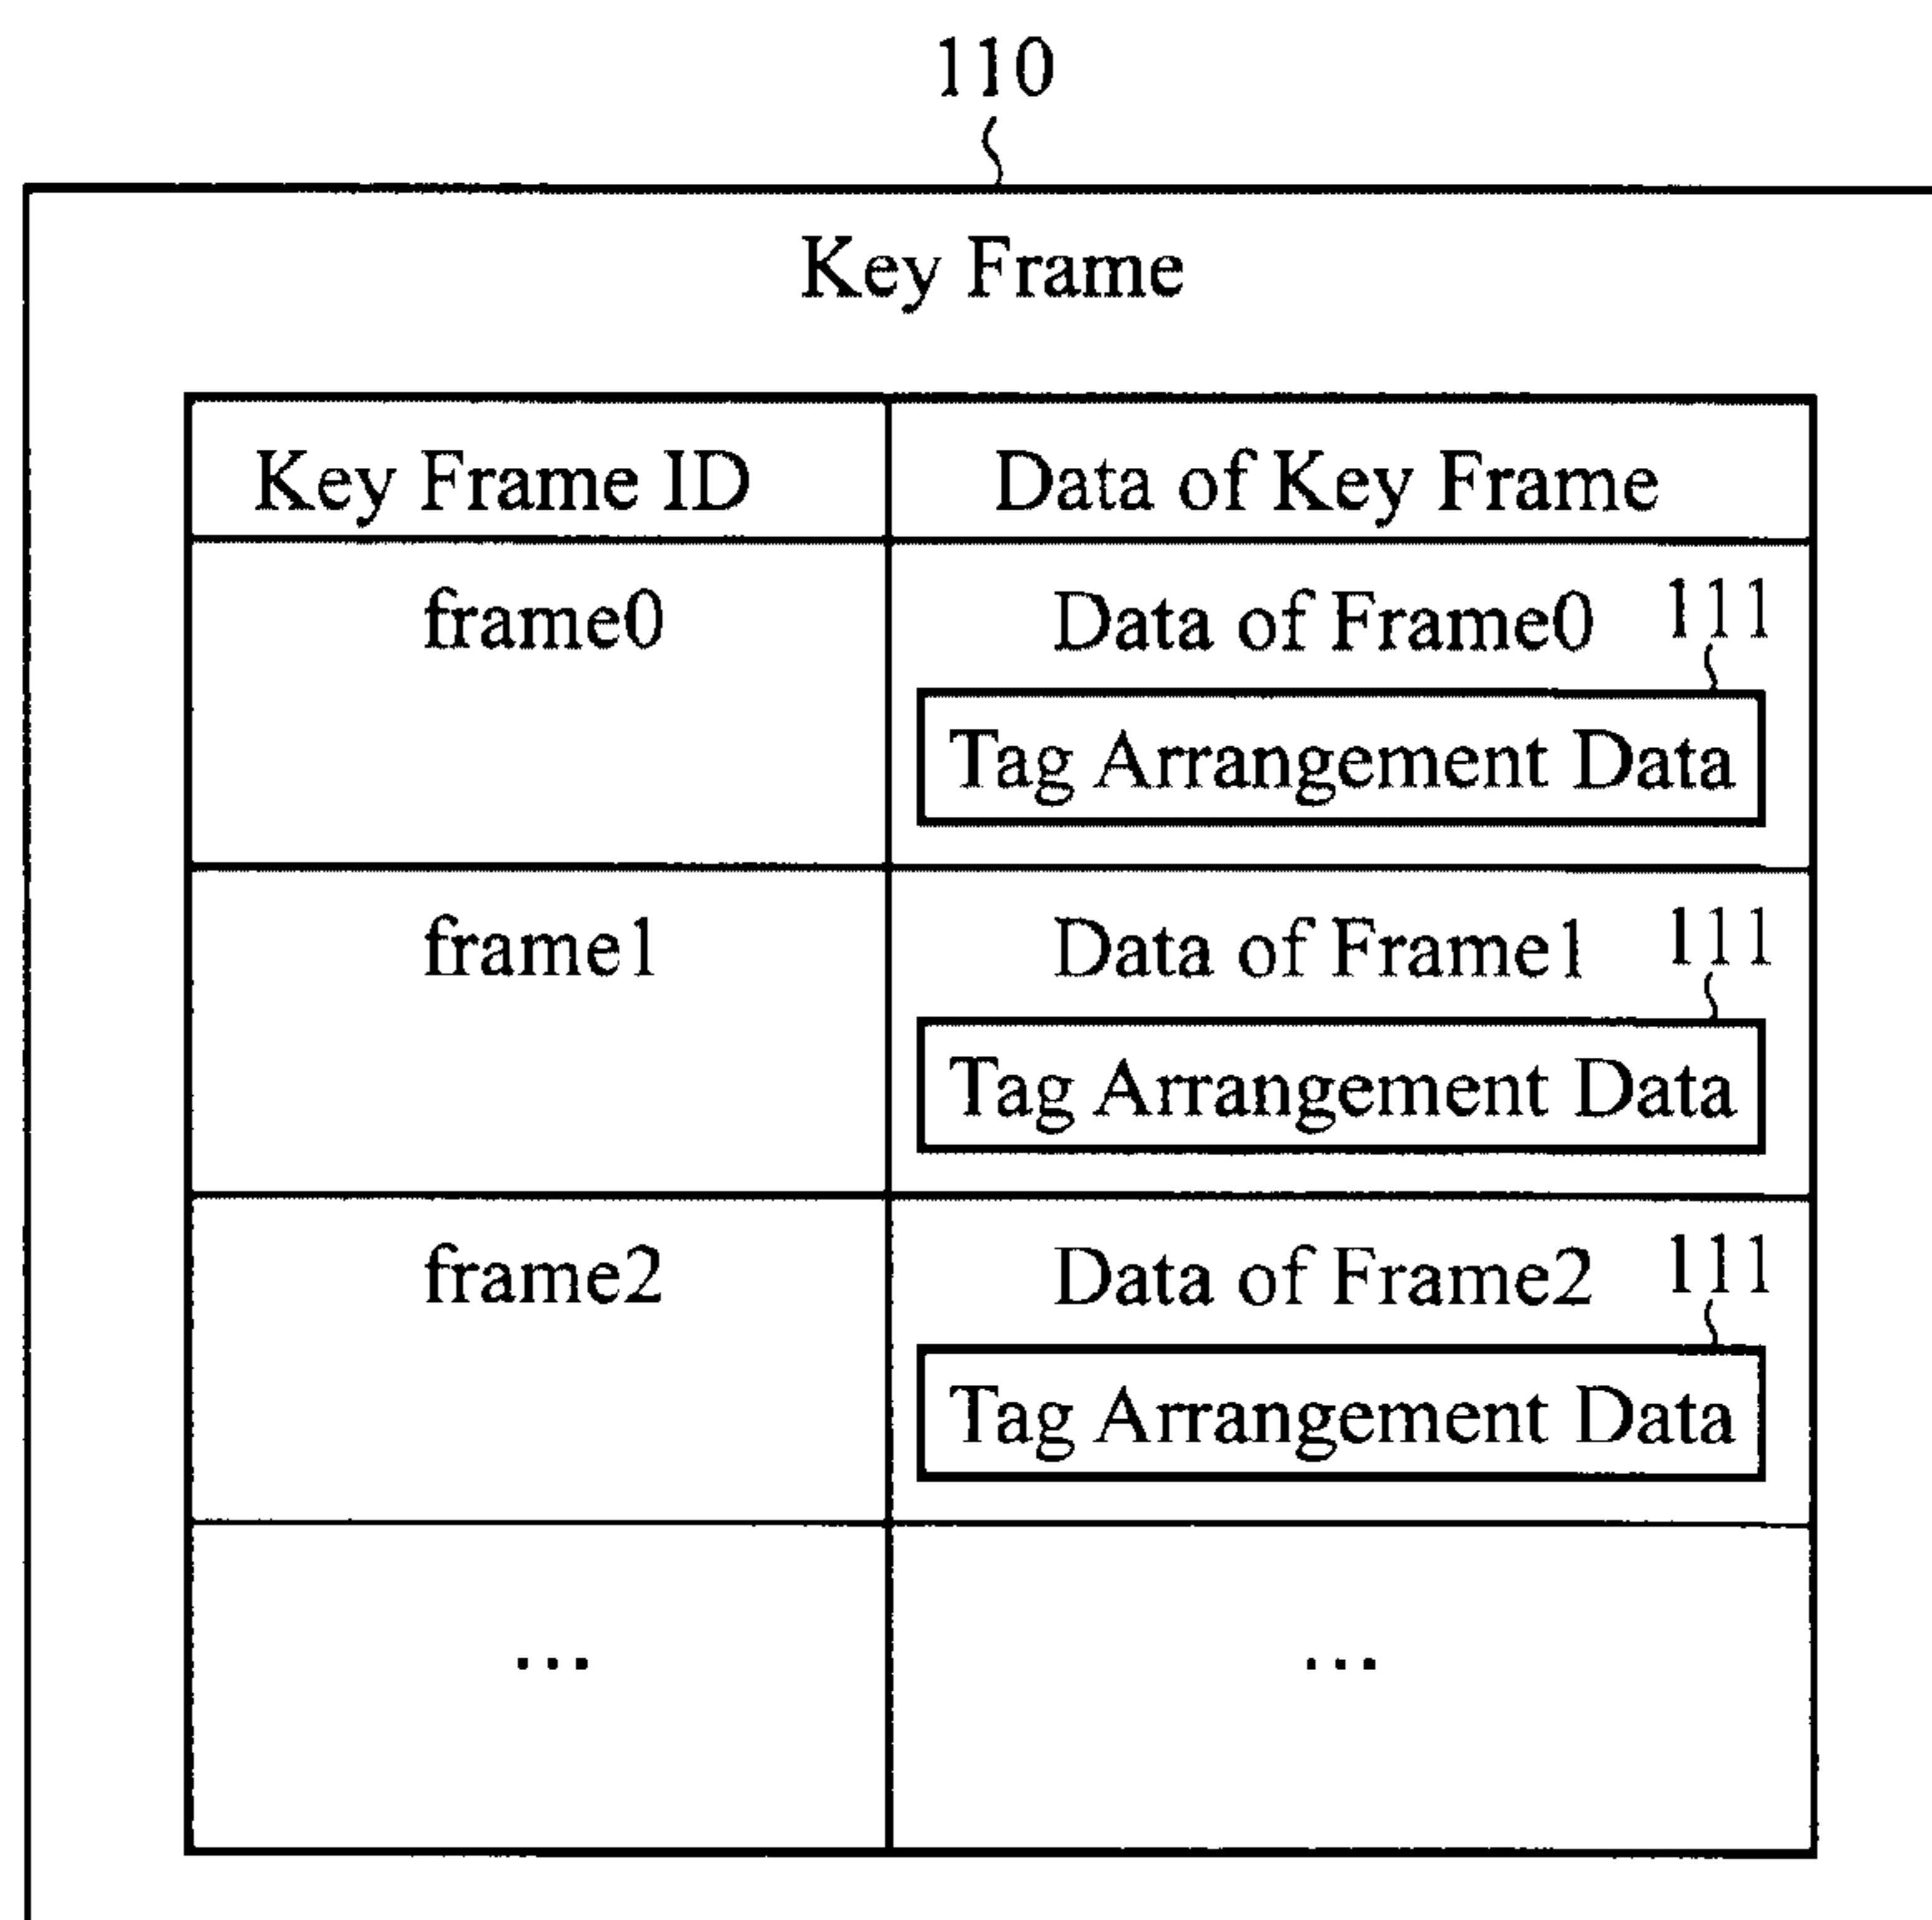 110
Key Frame
Key Frame ID Data of Key Frame
frame0 Data of Frame0 111
Tag Arrangement Data
frame1 Data of Frame1 111
Tag Arrangement Data
frame2 Data of Frame2 111
Tag Arrangement Data
... ...